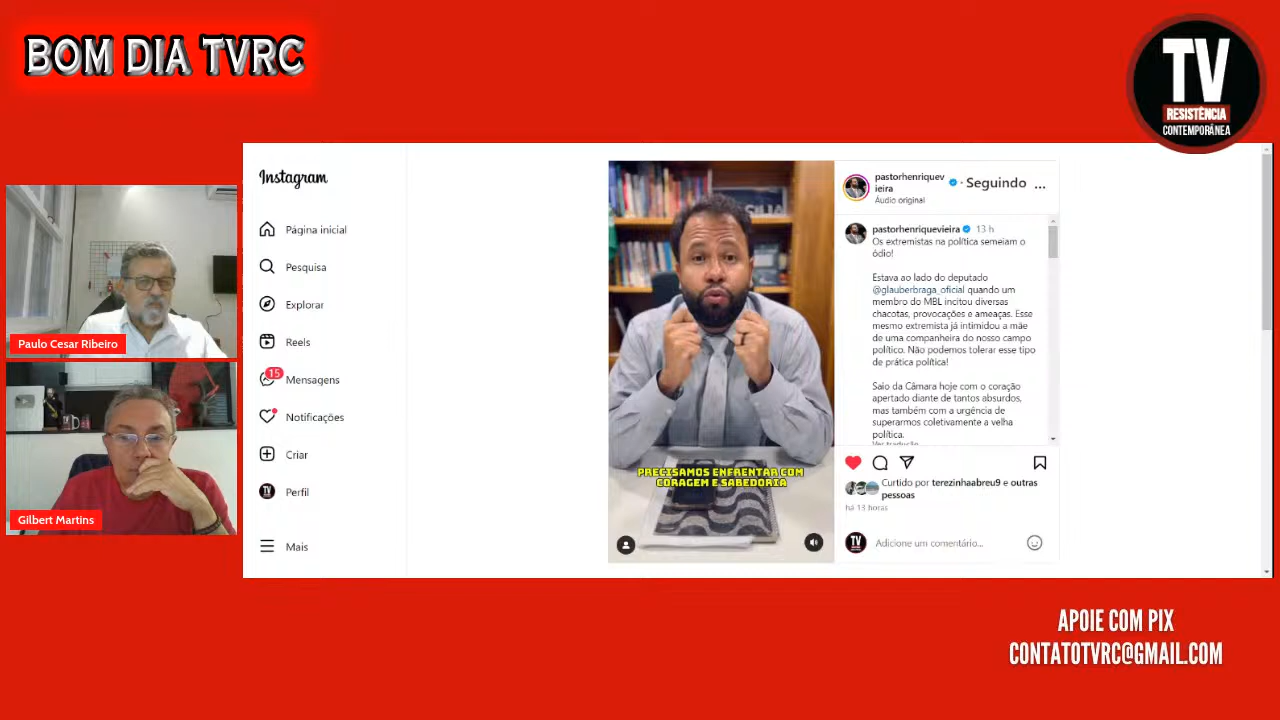 BOM DIA TVRC
TV
RESISTÊNCIA
CONTEMPORÂNEA
Paulo Cesar Ribeiro
Gilbert Martins
Instagram
Página inicial
Pesquisa
Explorar
Reels
15
Mensagens
Notificações
Criar
Perfil
Mais
PRECISAMOS ENFRENTAR COM
CORAGEM E SABEDORIA
pastorhenriquev
ieira
· Seguindo
...
Áudio original
pastorhenriquevieira 13 h
Os extremistas na política semeiam o
ódio!
Estava ao lado do deputado
@glauberbraga_oficial quando um
membro do MBL incitou diversas
chacotas, provocações e ameaças. Esse
mesmo extremista já intimidou a mãe
de uma companheira do nosso campo
político. Não podemos tolerar esse tipo
de prática política!
Saio da Câmara hoje com o coração
apertado diante de tantos absurdos,
mas também com a urgência de
superarmos coletivamente a velha
política.
Ver tradução
Curtido por terezinhaabreu9 e outras
pessoas
há 13 horas
TV
Adicione um comentário...
APOIE COM PIX
CONTATOTVRC@GMAIL.COM